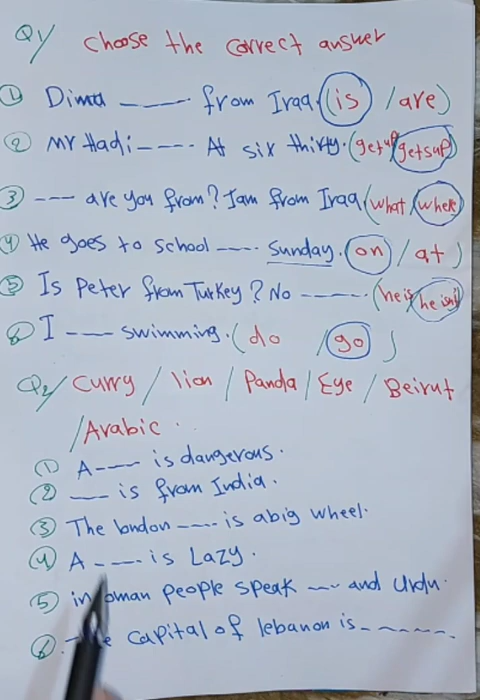 Q1/ choose the correct answer
① Dima ——— from Iraq. (is / are)
② Mr Hadi ---- At six thirty. (getup/getsup)
③ --- are you from? Iam from Iraq (what / where)
④ He goes to school ---- Sunday. (on / at)
⑤ Is Peter from Turkey? No ------. (he is/he isn't)
⑥ I ---- swimming. (do / go)
Q2/ Curry / lion / Panda / Eye / Beirut
/Arabic.
① A---- is dangerous.
② --- is from India.
③ The london ---- is abig wheel.
④ A ---- is Lazy.
⑤ in oman people speak --- and Urdu.
⑥ The capital of lebanon is------.